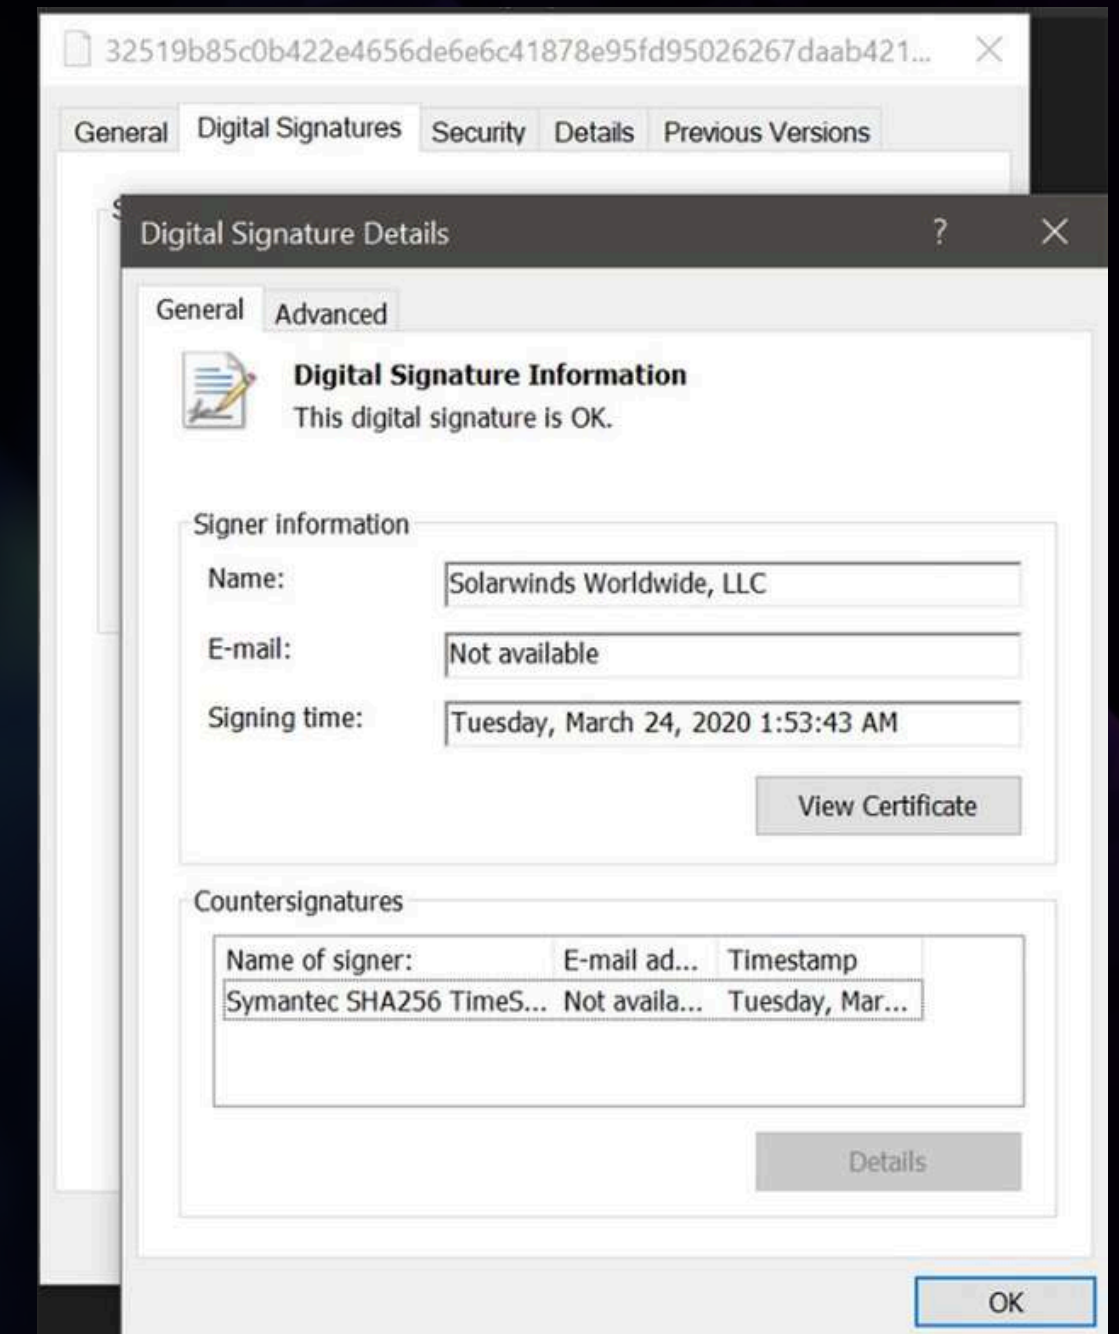 32519b85c0b422e4656de6e6c41878e95fd95026267daab421...
General Digital Signatures Security Details Previous Versions
Digital Signature Details ?
General Advanced
Digital Signature Information
This digital signature is OK.
Signer information
Name: Solarwinds Worldwide, LLC
E-mail: Not available
Signing time: Tuesday, March 24, 2020 1:53:43 AM
View Certificate
Countersignatures
Name of signer: E-mail ad... Timestamp
Symantec SHA256 TimeS... Not availa... Tuesday, Mar...
Details
OK